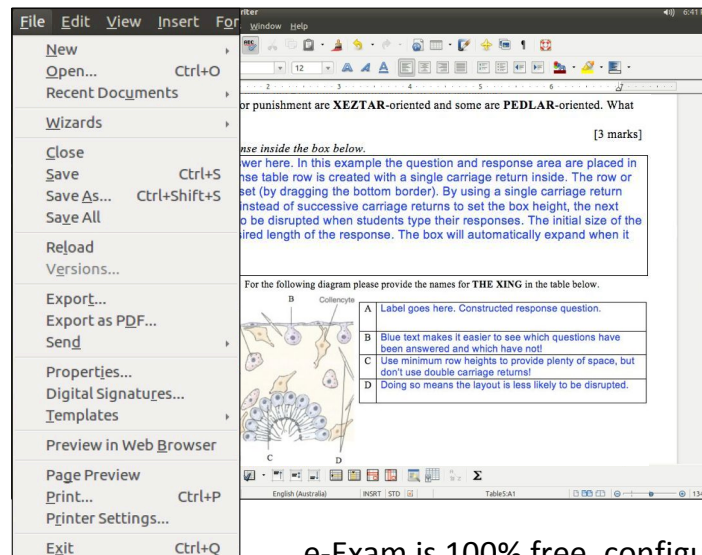 File Edit View Insert For
New
Open... Ctrl+O
Recent Documents
Wizards
Close
Save Ctrl+S
Save As... Ctrl+Shift+S
Save All
Reload
Versions...
Export...
Export as PDF...
Send
Properties...
Digital Signatures...
Templates
Preview in Web Browser
Page Preview
Print... Ctrl+P
Printer Settings...
Exit Ctrl+Q
riter
Window Help
12
or punishment are XEZTAR-oriented and some are PEDLAR-oriented. What
[3 marks]
nse inside the box below.
wer here. In this example the question and response area are placed in
nse table row is created with a single carriage return inside. The row or
set (by dragging the bottom border). By using a single carriage return
instead of successive carriage returns to set the box height, the next
o be disrupted when students type their responses. The initial size of the
ired length of the response. The box will automatically expand when it
For the following diagram please provide the names for THE XING in the table below.
B Collencyte
C D
A Label goes here. Constructed response question.
B Blue text makes it easier to see which questions have
been answered and which have not!
C Use minimum row heights to provide plenty of space, but
don't use double carriage returns!
D Doing so means the layout is less likely to be disrupted.
English (Australia) INSRT STD Table5:A1
e-Exam is 100% free, configu